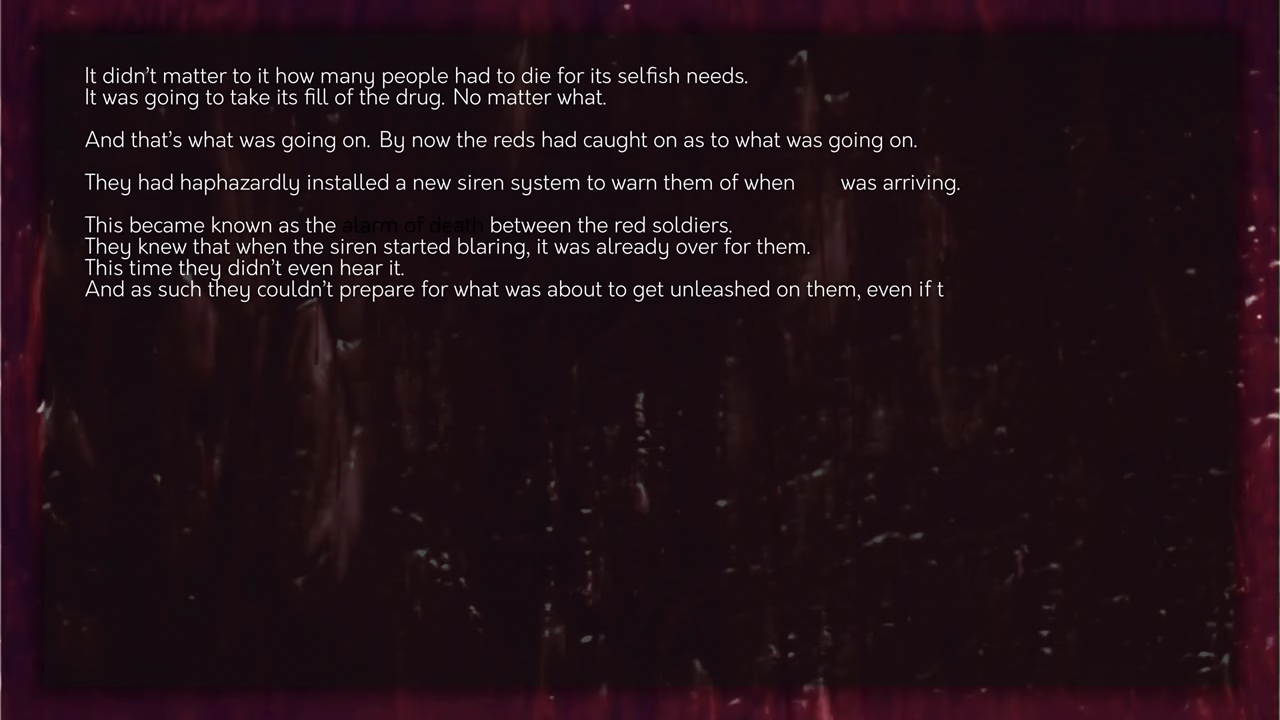 It didn't matter to it how many people had to die for its selfish needs.
It was going to take its fill of the drug. No matter what.
And that's what was going on. By now the reds had caught on as to what was going on.
They had haphazardly installed a new siren system to warn them of when was arriving.
This became known as the alarm of death between the red soldiers.
They knew that when the siren started blaring, it was already over for them.
This time they didn't even hear it.
And as such they couldn't prepare for what was about to get unleashed on them, even if t